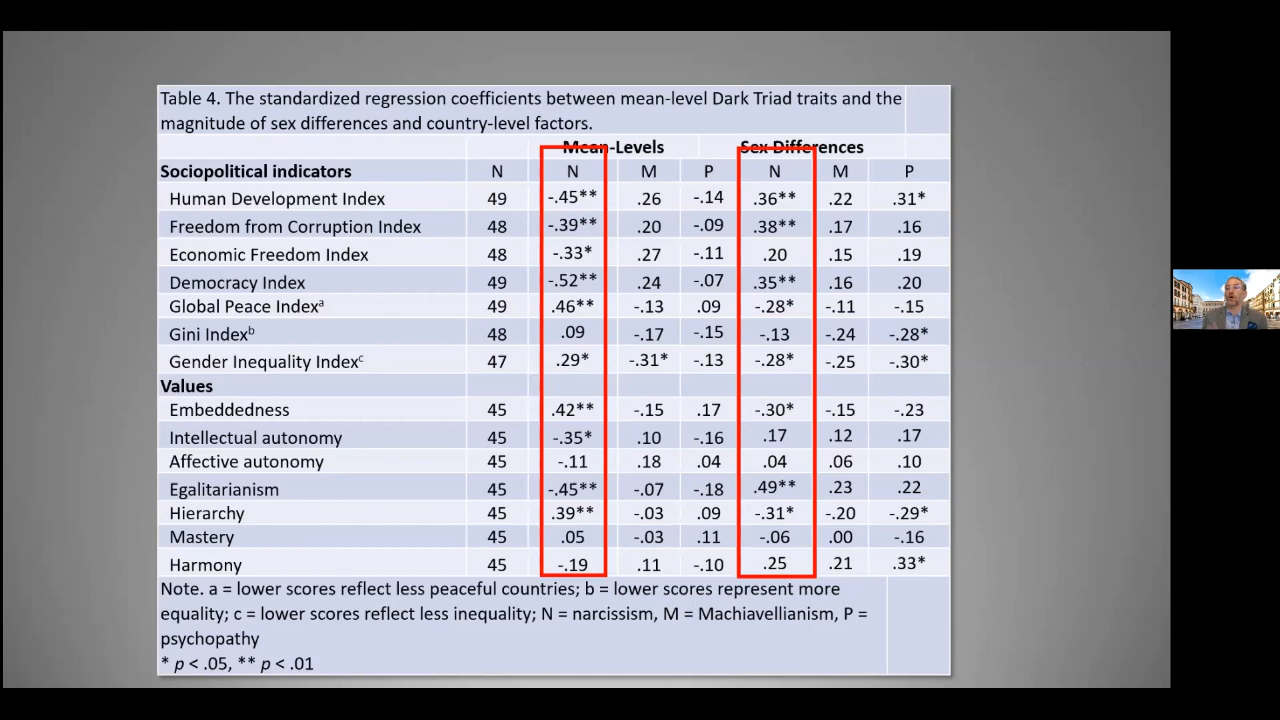 Table 4. The standardized regression coefficients between mean-level Dark Triad traits and the
magnitude of sex differences and country-level factors.
Mean-Levels Sex Differences
Sociopolitical indicators N N M P N M P
Human Development Index 49 -.45** .26 -.14 .36** .22 .31*
Freedom from Corruption Index 48 -.39** .20 -.09 .38** .17 .16
Economic Freedom Index 48 -.33* .27 -.11 .20 .15 .19
Democracy Index 49 -.52** .24 -.07 .35** .16 .20
Global Peace Indexª 49 .46** -.13 .09 -.28* -.11 -.15
Gini Indexᵇ 48 .09 -.17 -.15 -.13 -.24 -.28*
Gender Inequality Indexᶜ 47 .29* -.31* -.13 -.28* -.25 -.30*
Values
Embeddedness 45 .42** -.15 .17 -.30* -.15 -.23
Intellectual autonomy 45 -.35* .10 -.16 .17 .12 .17
Affective autonomy 45 -.11 .18 .04 .04 .06 .10
Egalitarianism 45 -.45** -.07 -.18 .49** .23 .22
Hierarchy 45 .39** -.03 .09 -.31* -.20 -.29*
Mastery 45 .05 -.03 .11 -.06 .00 -.16
Harmony 45 -.19 .11 -.10 .25 .21 .33*
Note. a = lower scores reflect less peaceful countries; b = lower scores represent more
equality; c = lower scores reflect less inequality; N = narcissism, M = Machiavellianism, P =
psychopathy
* p < .05, ** p < .01